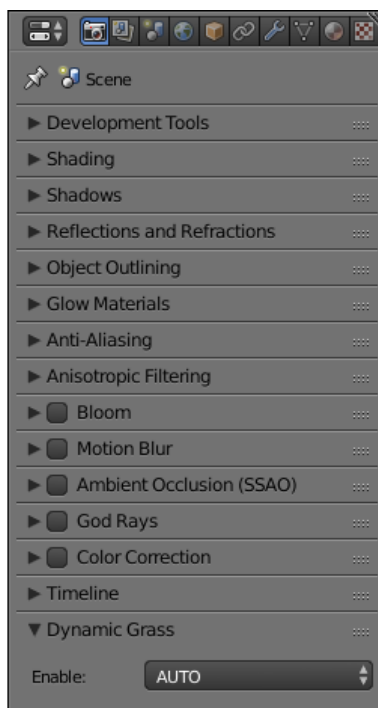 Scene
Development Tools
Shading
Shadows
Reflections and Refractions
Object Outlining
Glow Materials
Anti-Aliasing
Anisotropic Filtering
Bloom
Motion Blur
Ambient Occlusion (SSAO)
God Rays
Color Correction
Timeline
Dynamic Grass
Enable: AUTO